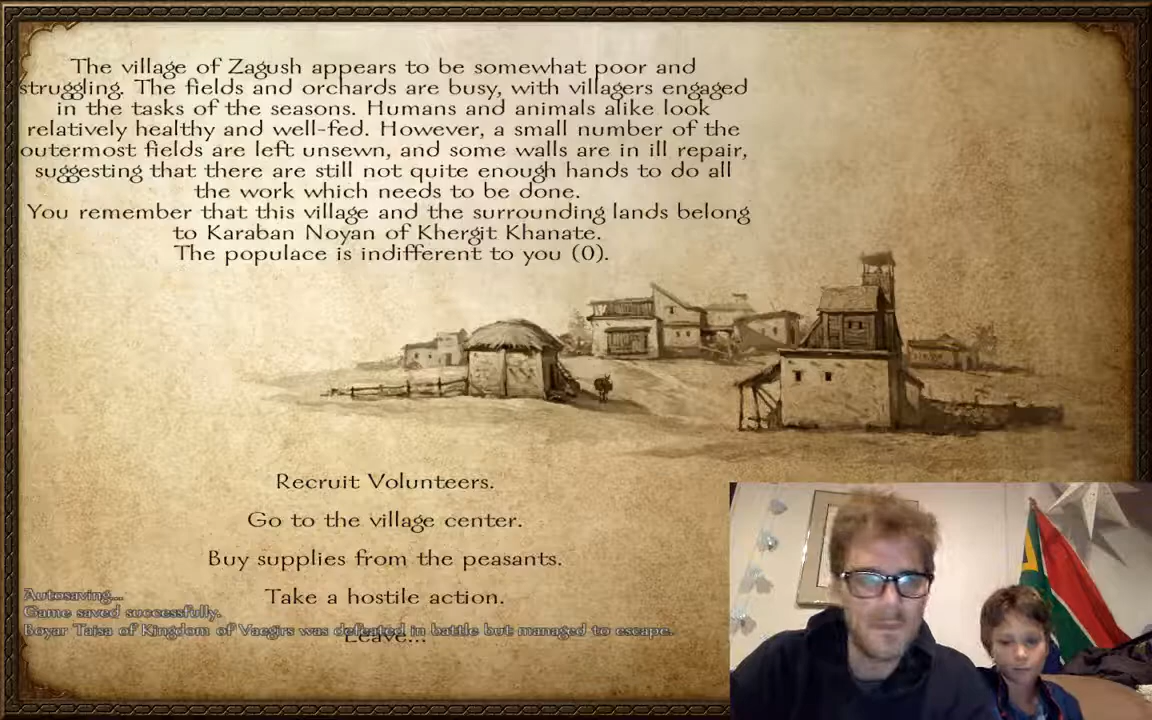 The village of Zagush appears to be somewhat poor and
struggling. The fields and orchards are busy, with villagers engaged
in the tasks of the seasons. Humans and animals alike look
relatively healthy and well-fed. However, a small number of the
outermost fields are left unsewn, and some walls are in ill repair,
suggesting that there are still not quite enough hands to do all
the work which needs to be done.
You remember that this village and the surrounding lands belong
to Karaban Noyan of Khergit Khanate.
The populace is indifferent to you (0).
Recruit Volunteers.
Go to the village center.
Buy supplies from the peasants.
Take a hostile action.
Autosaving...
Game saved successfully.
Boyar Taisa of Kingdom of Vaegirs was defeated in battle but managed to escape.
Leave...